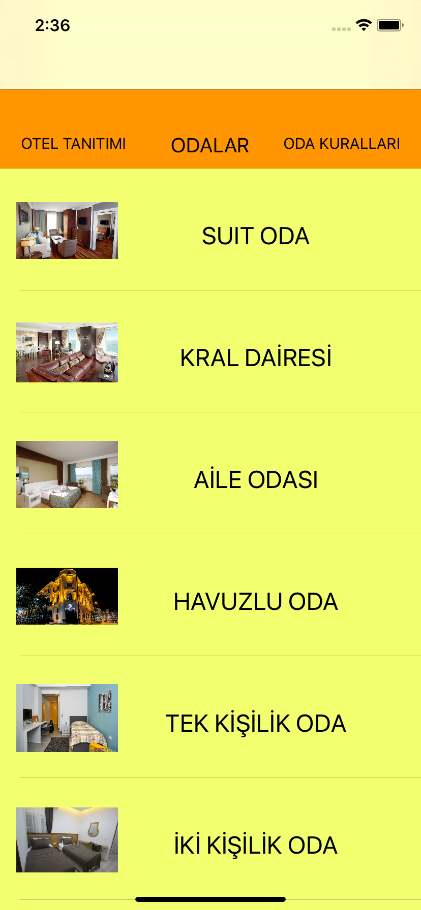 2:36
OTEL TANITIMI ODALAR ODA KURALLARI
SUIT ODA
KRAL DAİRESİ
AİLE ODASI
HAVUZLU ODA
TEK KİŞİLİK ODA
İKİ KİŞİLİK ODA